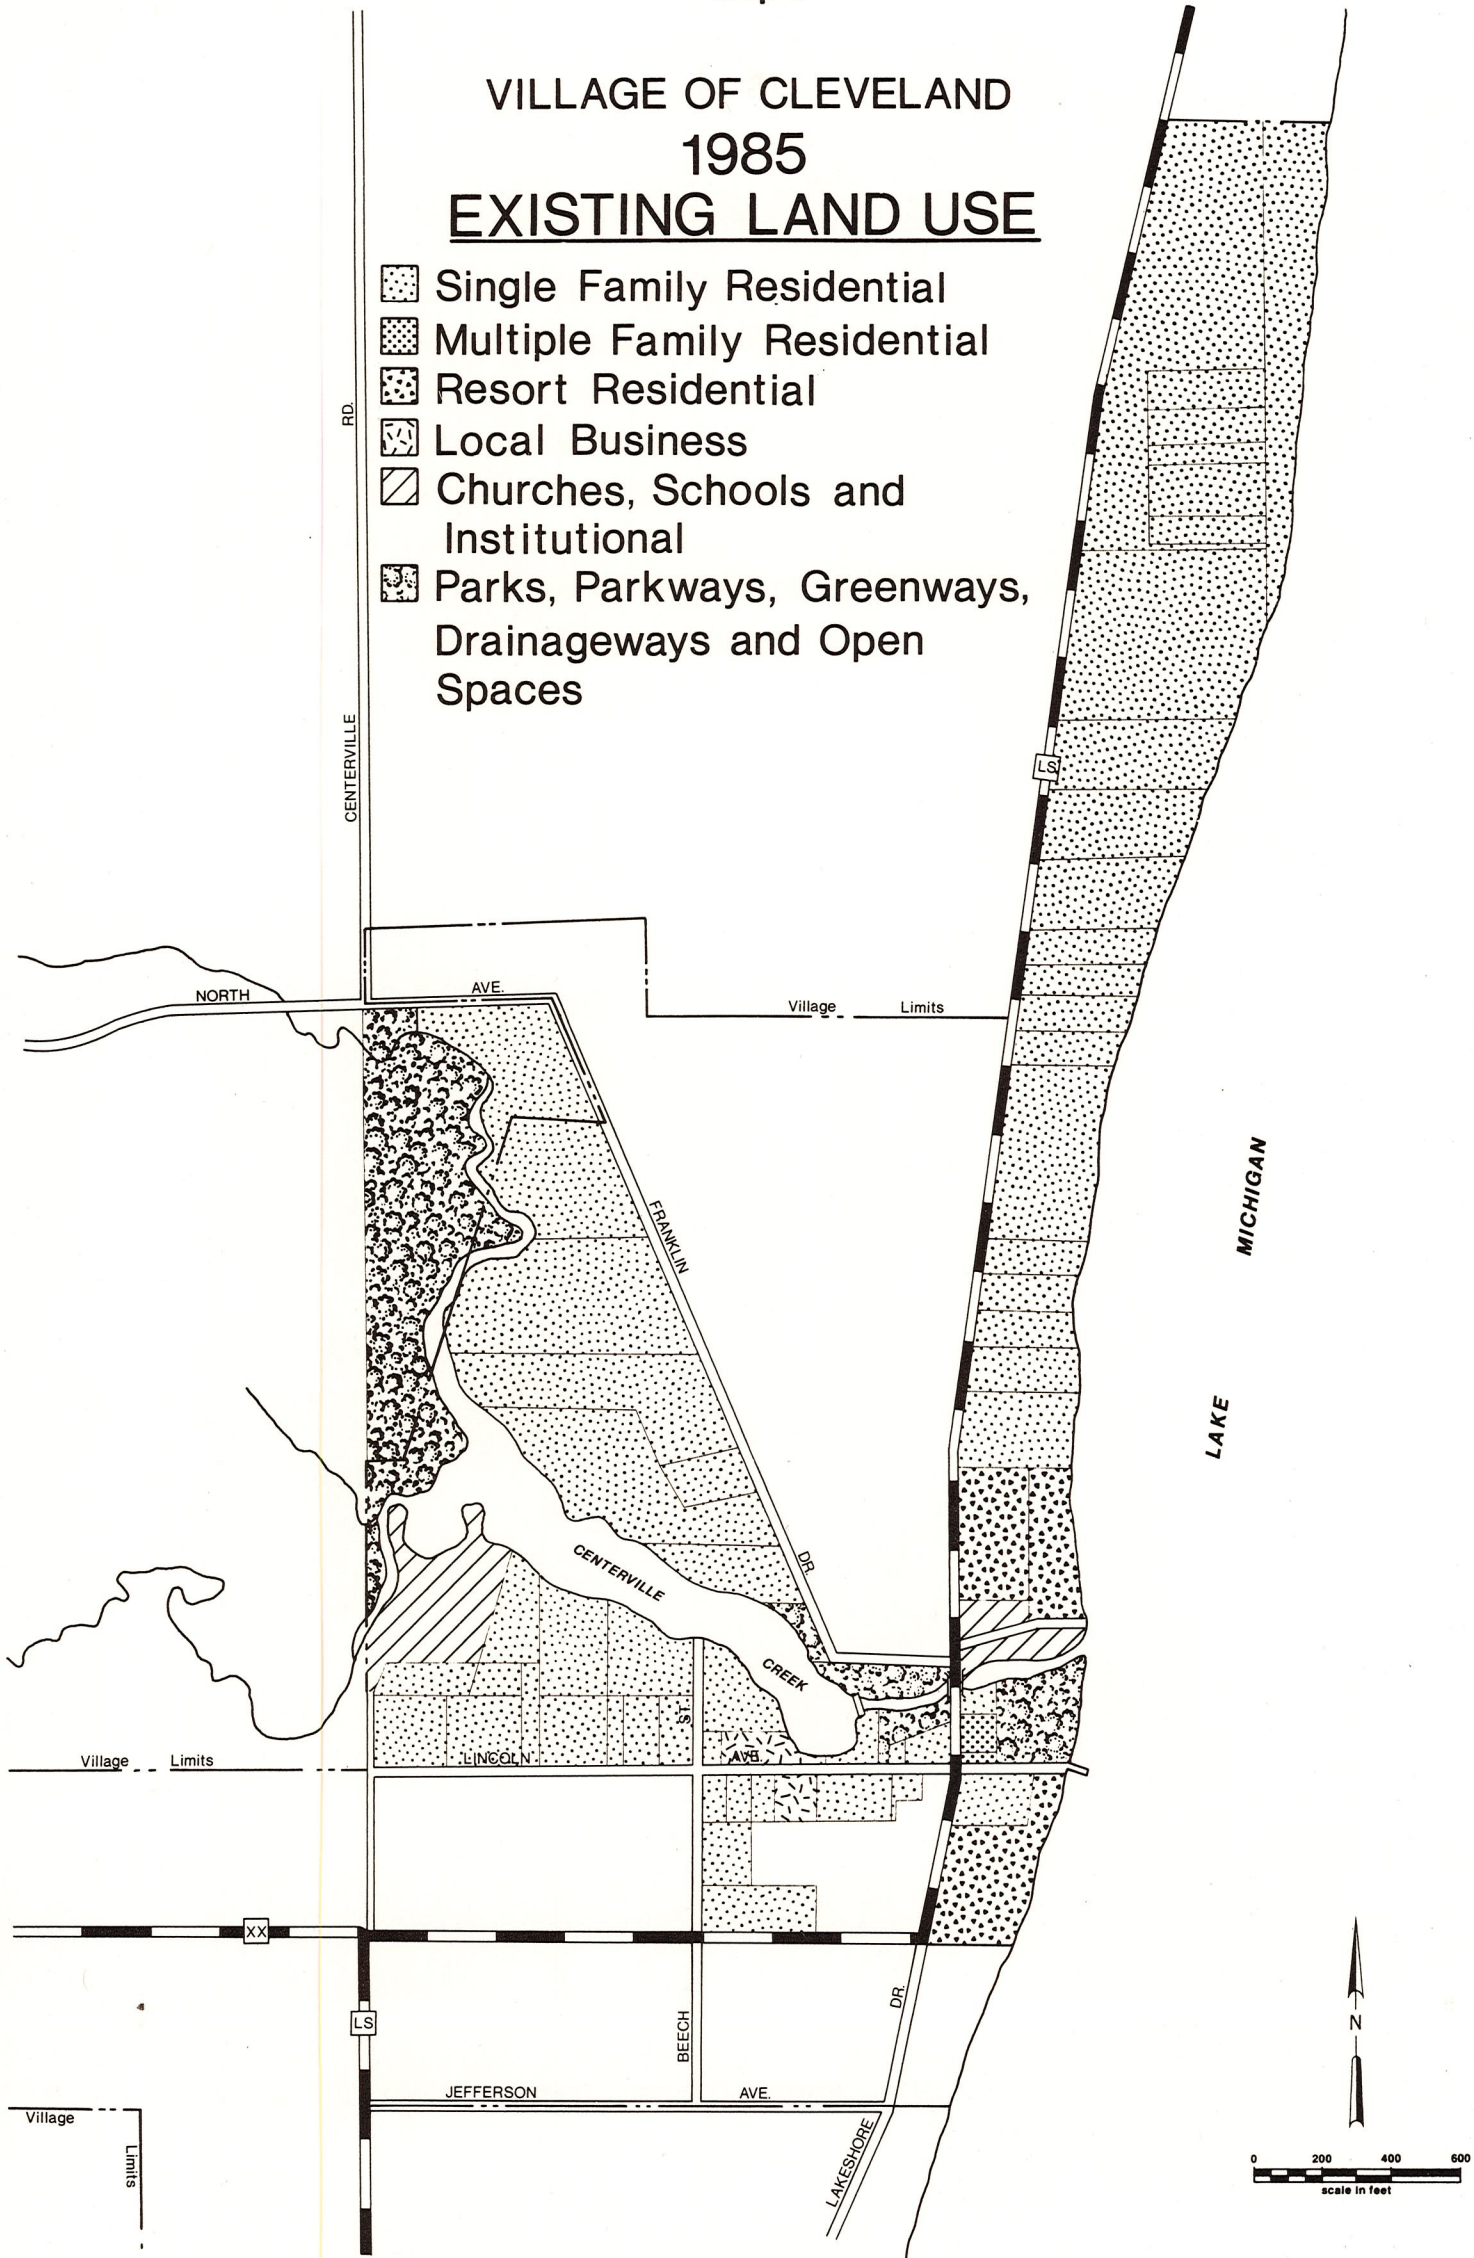 VILLAGE OF CLEVELAND
1985
EXISTING LAND USE
Single Family Residential
Multiple Family Residential
Resort Residential
Local Business
Churches, Schools and
Institutional
Parks, Parkways, Greenways,
Drainageways and Open
Spaces
RD.
CENTERVILLE
LS
NORTH
AVE.
Village Limits
FRANKLIN
DR.
LAKE MICHIGAN
CENTERVILLE
CREEK
ST.
Village Limits
LINCOLN
AVE.
XX
LS
BEECH
DR.
JEFFERSON
AVE.
Village
Limits
LAKESHORE
N
0 200 400 600
scale in feet